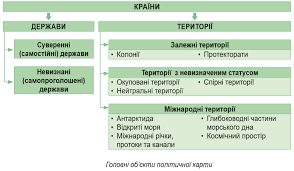 КРАЇНИ
ДЕРЖАВИ
Суверенні
(самостійні) держави
Невизнані
(самопроголошені)
держави
ТЕРИТОРІЇ
Залежні території
• Колонії
• Протекторати
Території з невизначеним статусом
• Окуповані території
• Спірні території
• Нейтральні території
Міжнародні території
• Антарктида
• Відкриті моря
• Міжнародні річки,
протоки та канали
• Глибоководні частини
морського дна
• Космічний простір
Головні об'єкти політичної карти